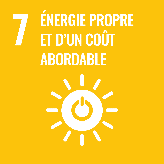 7 ÉNERGIE PROPRE
ET D'UN COÛT
ABORDABLE